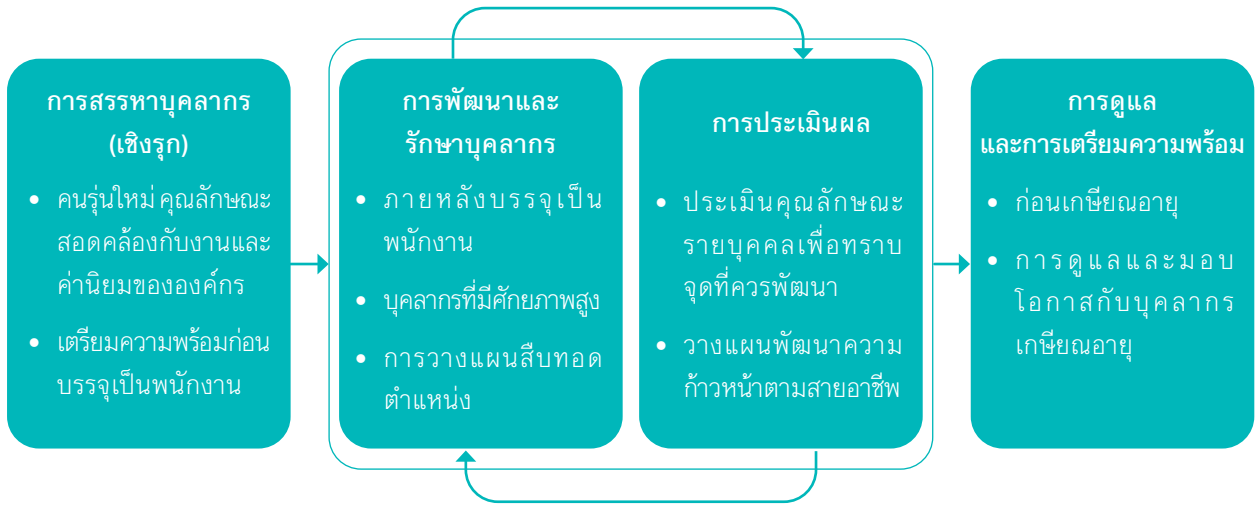 การสรรหาบุคลากร
(เชิงรุก)
• คนรุ่นใหม่ คุณลักษณะ
สอดคล้องกับงานและ
ค่านิยมขององค์กร
• เตรียมความพร้อมก่อน
บรรจุเป็นพนักงาน
การพัฒนาและ
รักษาบุคลากร
• ภายหลังบรรจุเป็น
พนักงาน
• บุคลากรที่มีศักยภาพสูง
• การวางแผนสืบทอด
ตำแหน่ง
การประเมินผล
• ประเมินคุณลักษณะ
รายบุคคลเพื่อทราบ
จุดที่ควรพัฒนา
• วางแผนพัฒนาความ
ก้าวหน้าตามสายอาชีพ
การดูแล
และการเตรียมความพร้อม
• ก่อนเกษียณอายุ
• การดูแลและมอบ
โอกาสกับบุคลากร
เกษียณอายุ